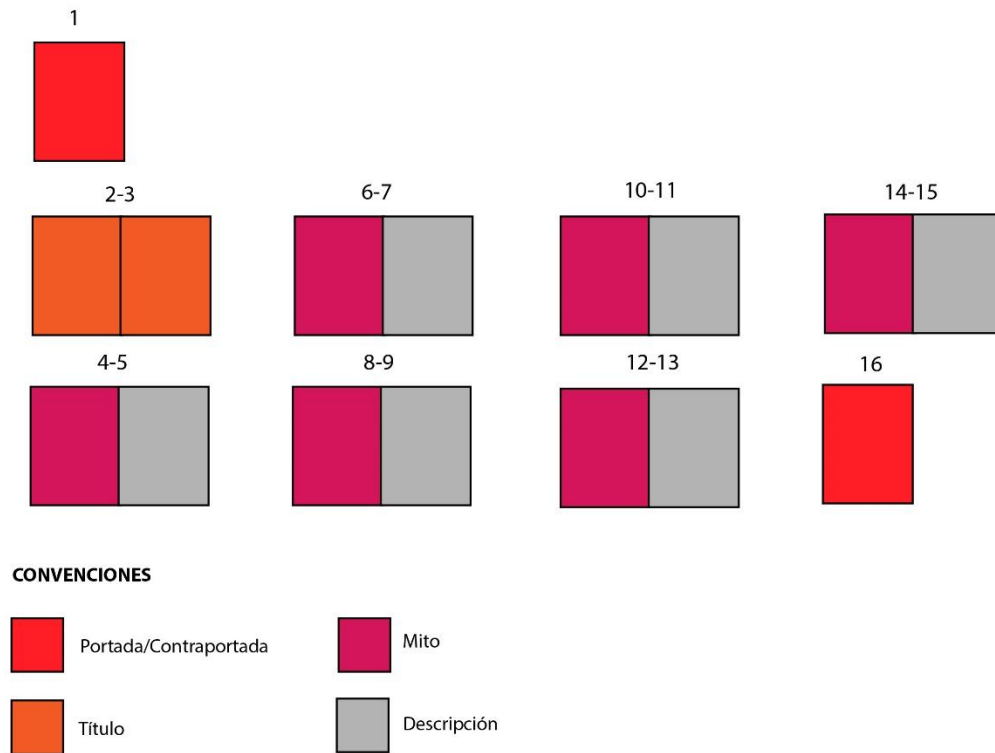 1
2-3
6-7
10-11
14-15
4-5
8-9
12-13
16
CONVENCIONES
Portada/Contraportada
Mito
Título
Descripción